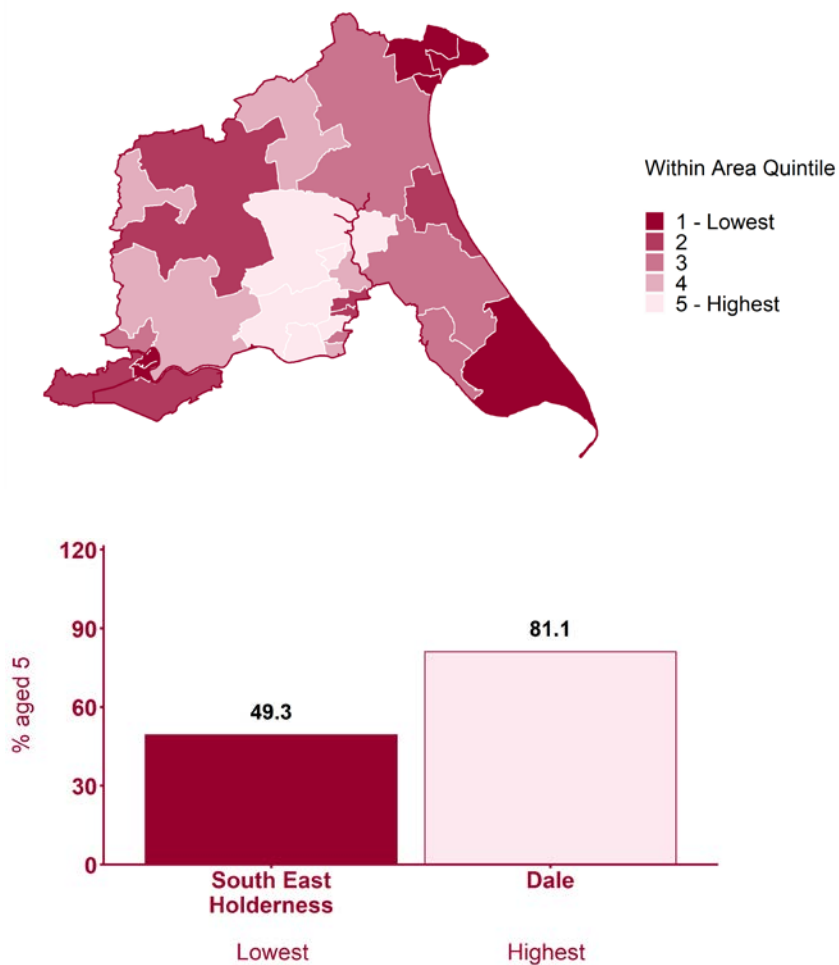 Within Area Quintile
1 - Lowest
2
3
4
5 - Highest
120
90
60
30
0
% aged 5
49.3
81.1
South East
Holderness
Dale
Lowest
Highest